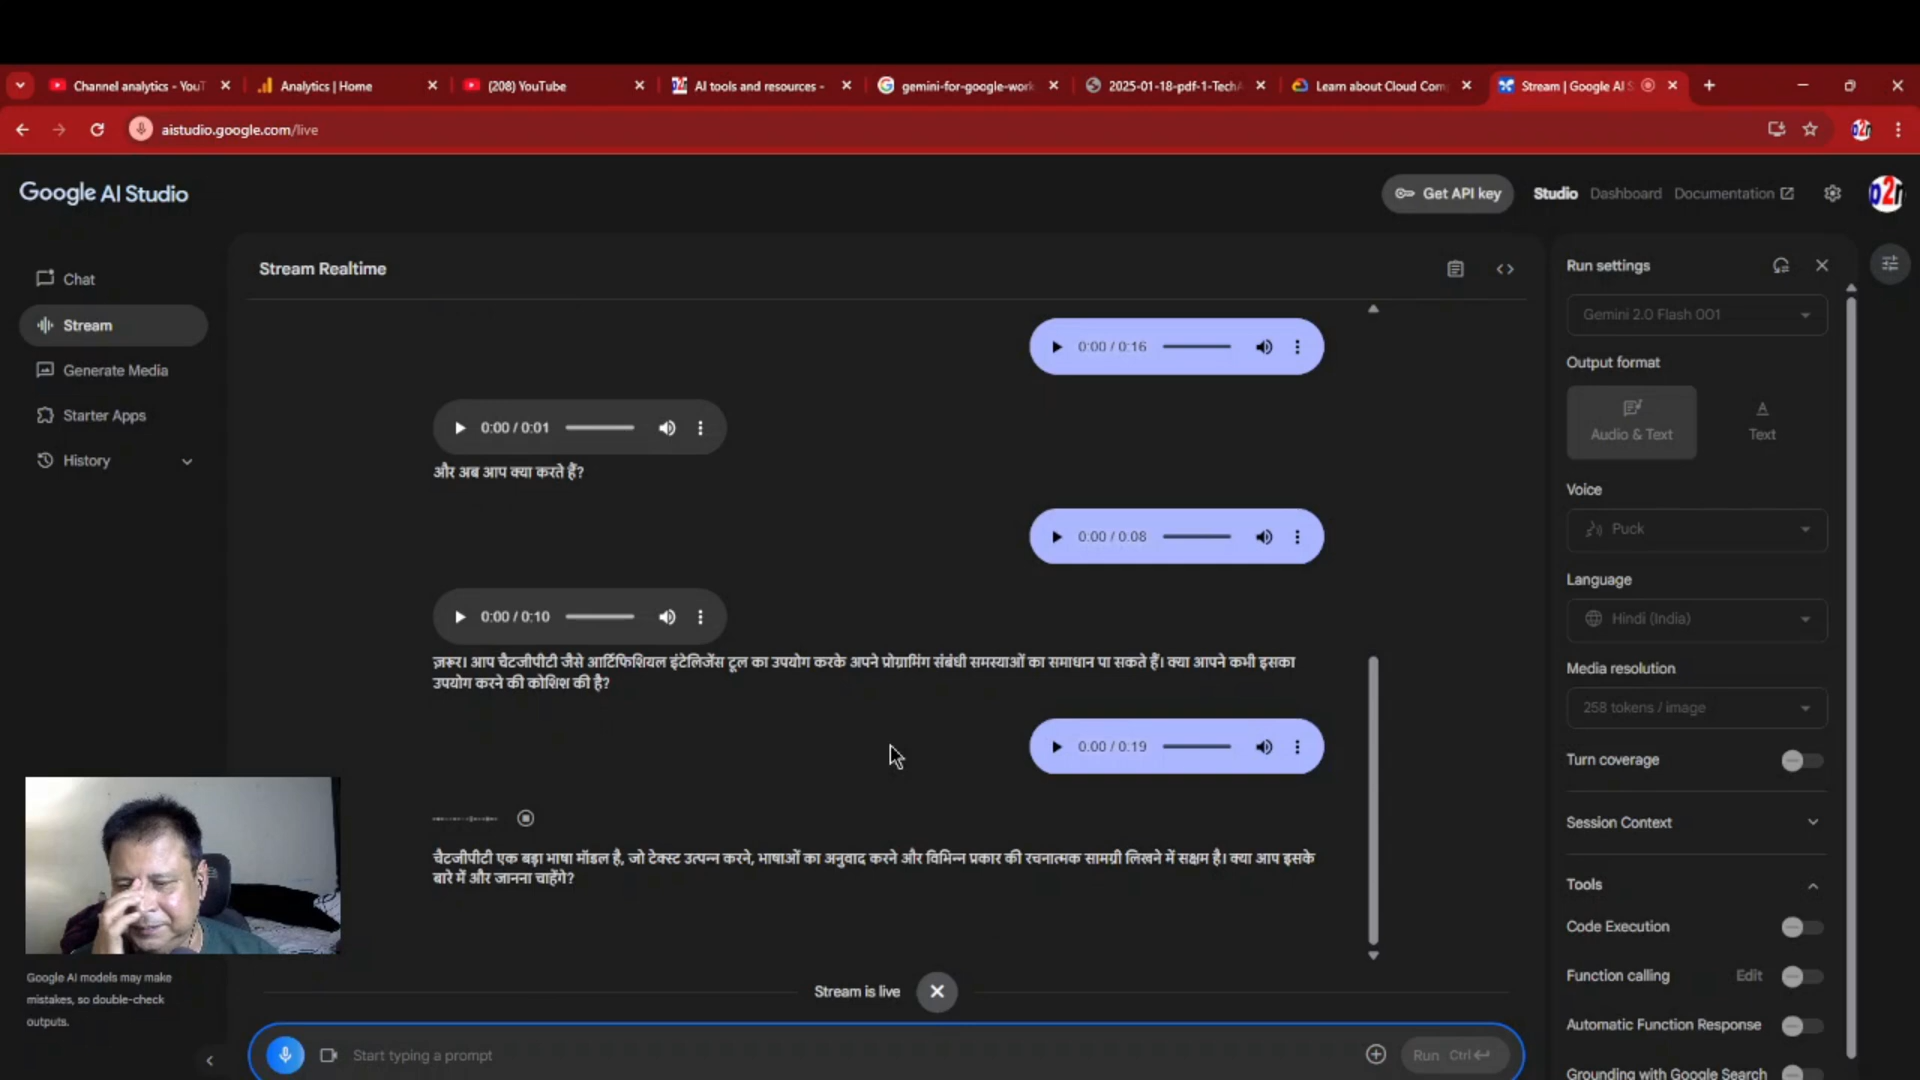 Channel analytics - YouT
Analytics | Home
(208) YouTube
AI tools and resources -
gemini-for-google-work
2025-01-18-pdf-1-TechA
Learn about Cloud Com
Stream | Google AI S
aistudio.google.com/live
Google AI Studio
Get API key
Studio
Dashboard
Documentation
Chat
Stream
Generate Media
Starter Apps
History
Google AI models may make
mistakes, so double-check
outputs.
Stream Realtime
0:00 / 0:16
0:00 / 0:01
और अब आप क्या करते हैं?
0:00 / 0:08
0:00 / 0:10
ज़रूर। आप चैटजीपीटी जैसे आर्टिफिशियल इंटेलिजेंस टूल का उपयोग करके अपने प्रोग्रामिंग संबंधी समस्याओं का समाधान पा सकते हैं। क्या आपने कभी इसका
उपयोग करने की कोशिश की है?
0:00 / 0:19
चैटजीपीटी एक बड़ा भाषा मॉडल है, जो टेक्स्ट उत्पन्न करने, भाषाओं का अनुवाद करने और विभिन्न प्रकार की रचनात्मक सामग्री लिखने में सक्षम है। क्या आप इसके
बारे में और जानना चाहेंगे?
Stream is live
Start typing a prompt
Run Ctrl
Run settings
Gemini 2.0 Flash 001
Output format
Audio & Text
Text
Voice
Puck
Language
Hindi (India)
Media resolution
258 tokens / image
Turn coverage
Session Context
Tools
Code Execution
Function calling
Edit
Automatic Function Response
Grounding with Google Search